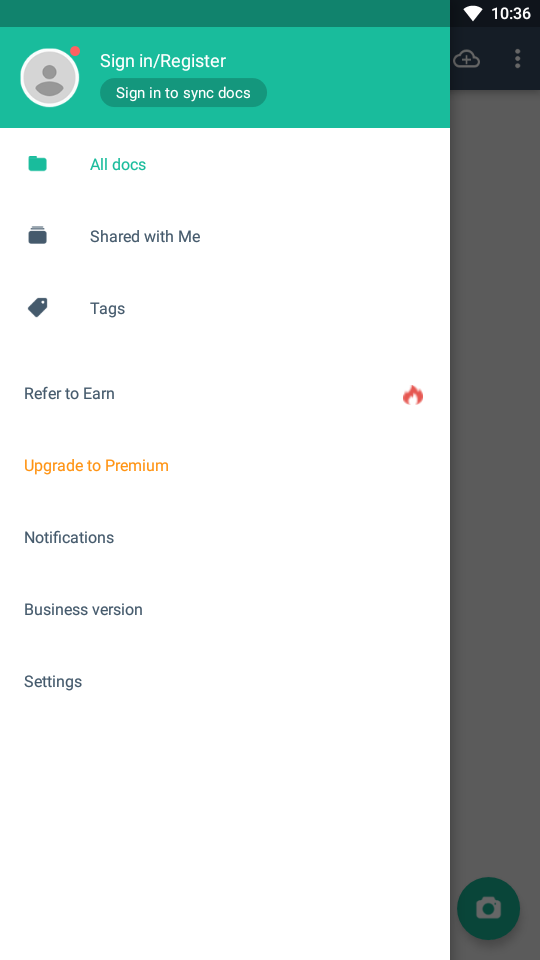 10:36
Sign in/Register
Sign in to sync docs
All docs
Shared with Me
Tags
Refer to Earn
Upgrade to Premium
Notifications
Business version
Settings